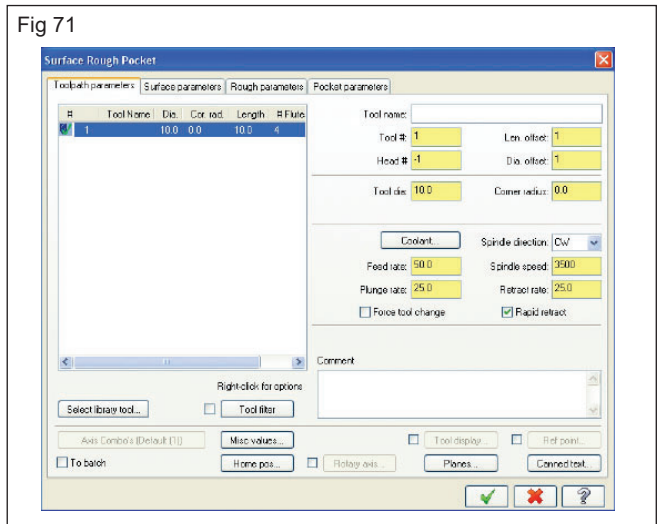 Fig 71
Surface Rough Pocket
Toolpath parameters Surface parameters Rough parameters Pocket parameters
# Tool Name Dia. Cor. rad. Length # Flute
1 10.0 0.0 10.0 4
Tool name:
Tool #: 1 Len. offset: 1
Head # -1 Dia. offset: 1
Tool dia: 10.0 Corner radius: 0.0
Coolant... Spindle direction: CW
Feed rate: 50.0 Spindle speed: 3500
Plunge rate: 25.0 Retract rate: 25.0
Force tool change Rapid retract
Comment
Right-click for options
Select library tool... Tool filter
Axis Combo's (Default (1)) Misc values... Tool display... Ref point...
To batch Home pos... Rotary axis... Planes... Canned text...